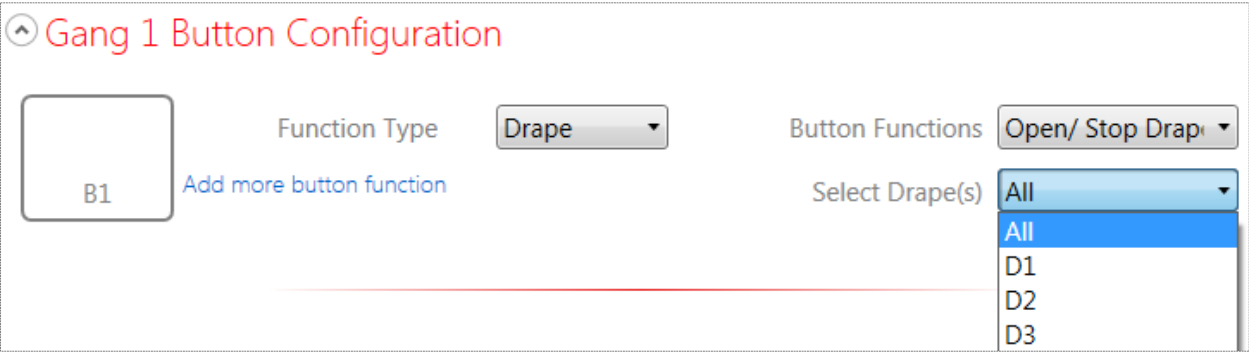 Gang 1 Button Configuration
Function Type Drape Button Functions Open/ Stop Drap
B1 Add more button function Select Drape(s) All
All
D1
D2
D3